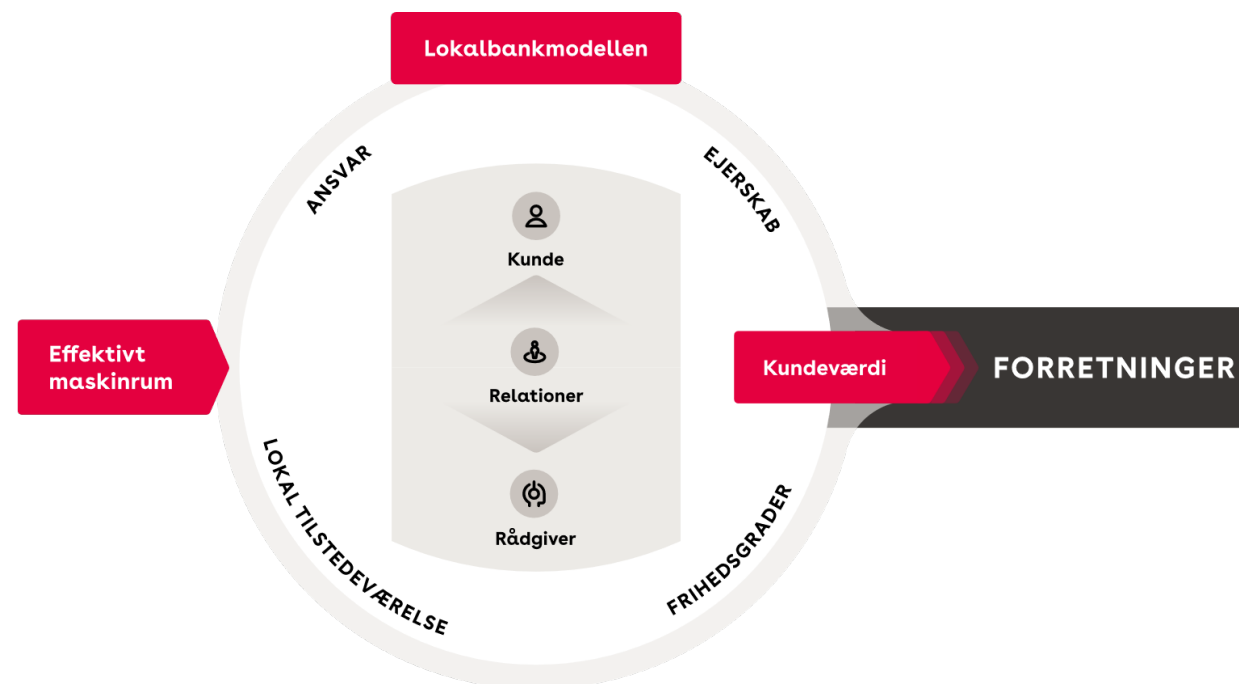 Lokalbankmodellen
ANSVAR
EJERSKAB
Kunde
Effektivt
maskinrum
Relationer
Kundeværdi
FORRETNINGER
LOKAL TILSTEDEVÆRELSE
Rådgiver
FRIHEDSGRADER